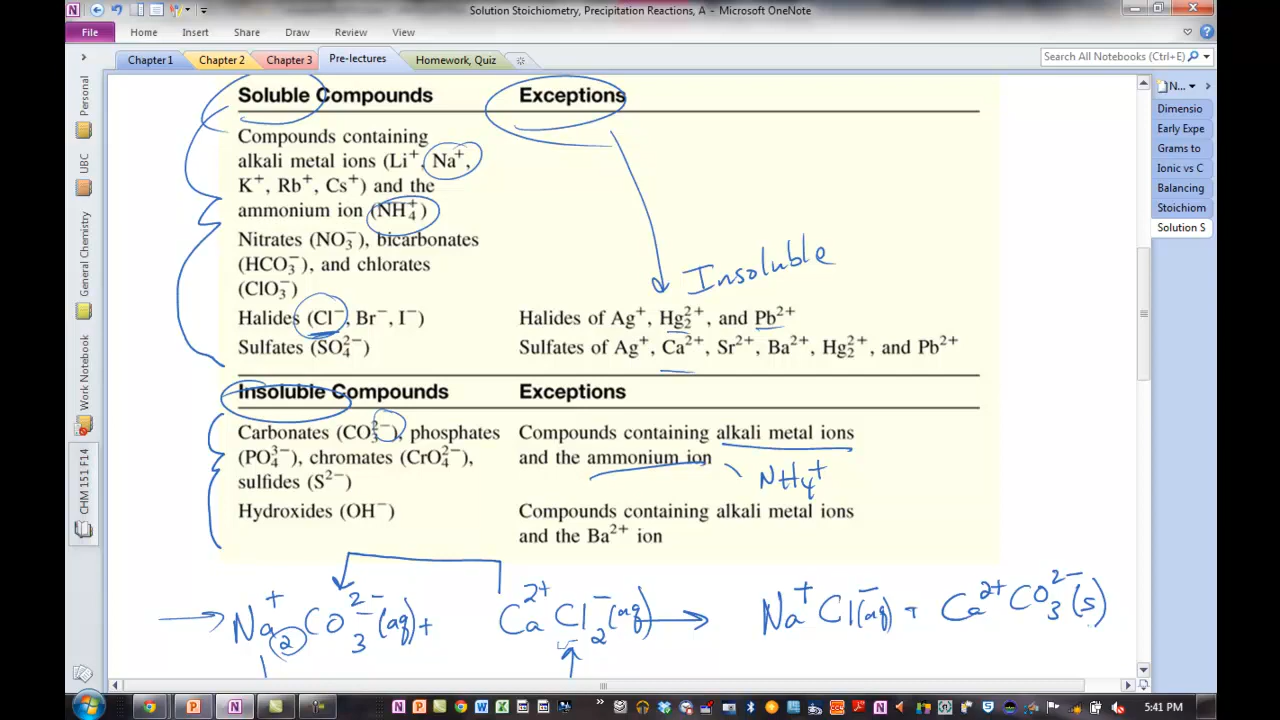 Solution Stoichiometry, Precipitation Reactions, A – Microsoft OneNote
File Home Insert Share Draw Review View
Chapter 1 Chapter 2 Chapter 3 Pre-lectures Homework, Quiz Search All Notebooks (Ctrl+E)
Personal
UBC
General Chemistry
Work Notebook
CHM 151 F14
N...
Dimensio
Early Expe
Grams to
Ionic vs C
Balancing
Stoichiom
Solution S
Soluble Compounds Exceptions
Compounds containing
alkali metal ions (Li⁺, Na⁺,
K⁺, Rb⁺, Cs⁺) and the
ammonium ion (NH₄⁺)
Nitrates (NO₃⁻), bicarbonates
(HCO₃⁻), and chlorates
(ClO₃⁻)
Insoluble
Halides (Cl⁻, Br⁻, I⁻) Halides of Ag⁺, Hg₂²⁺, and Pb²⁺
Sulfates (SO₄²⁻) Sulfates of Ag⁺, Ca²⁺, Sr²⁺, Ba²⁺, Hg₂²⁺, and Pb²⁺
Insoluble Compounds Exceptions
Carbonates (CO₃²⁻), phosphates Compounds containing alkali metal ions
(PO₄³⁻), chromates (CrO₄²⁻), and the ammonium ion
sulfides (S²⁻) NH₄⁺
Hydroxides (OH⁻) Compounds containing alkali metal ions
and the Ba²⁺ ion
Na₂⁺CO₃²⁻(aq) + Ca²⁺Cl₂⁻(aq) → Na⁺Cl⁻(aq) + Ca²⁺CO₃²⁻(s)
5:41 PM